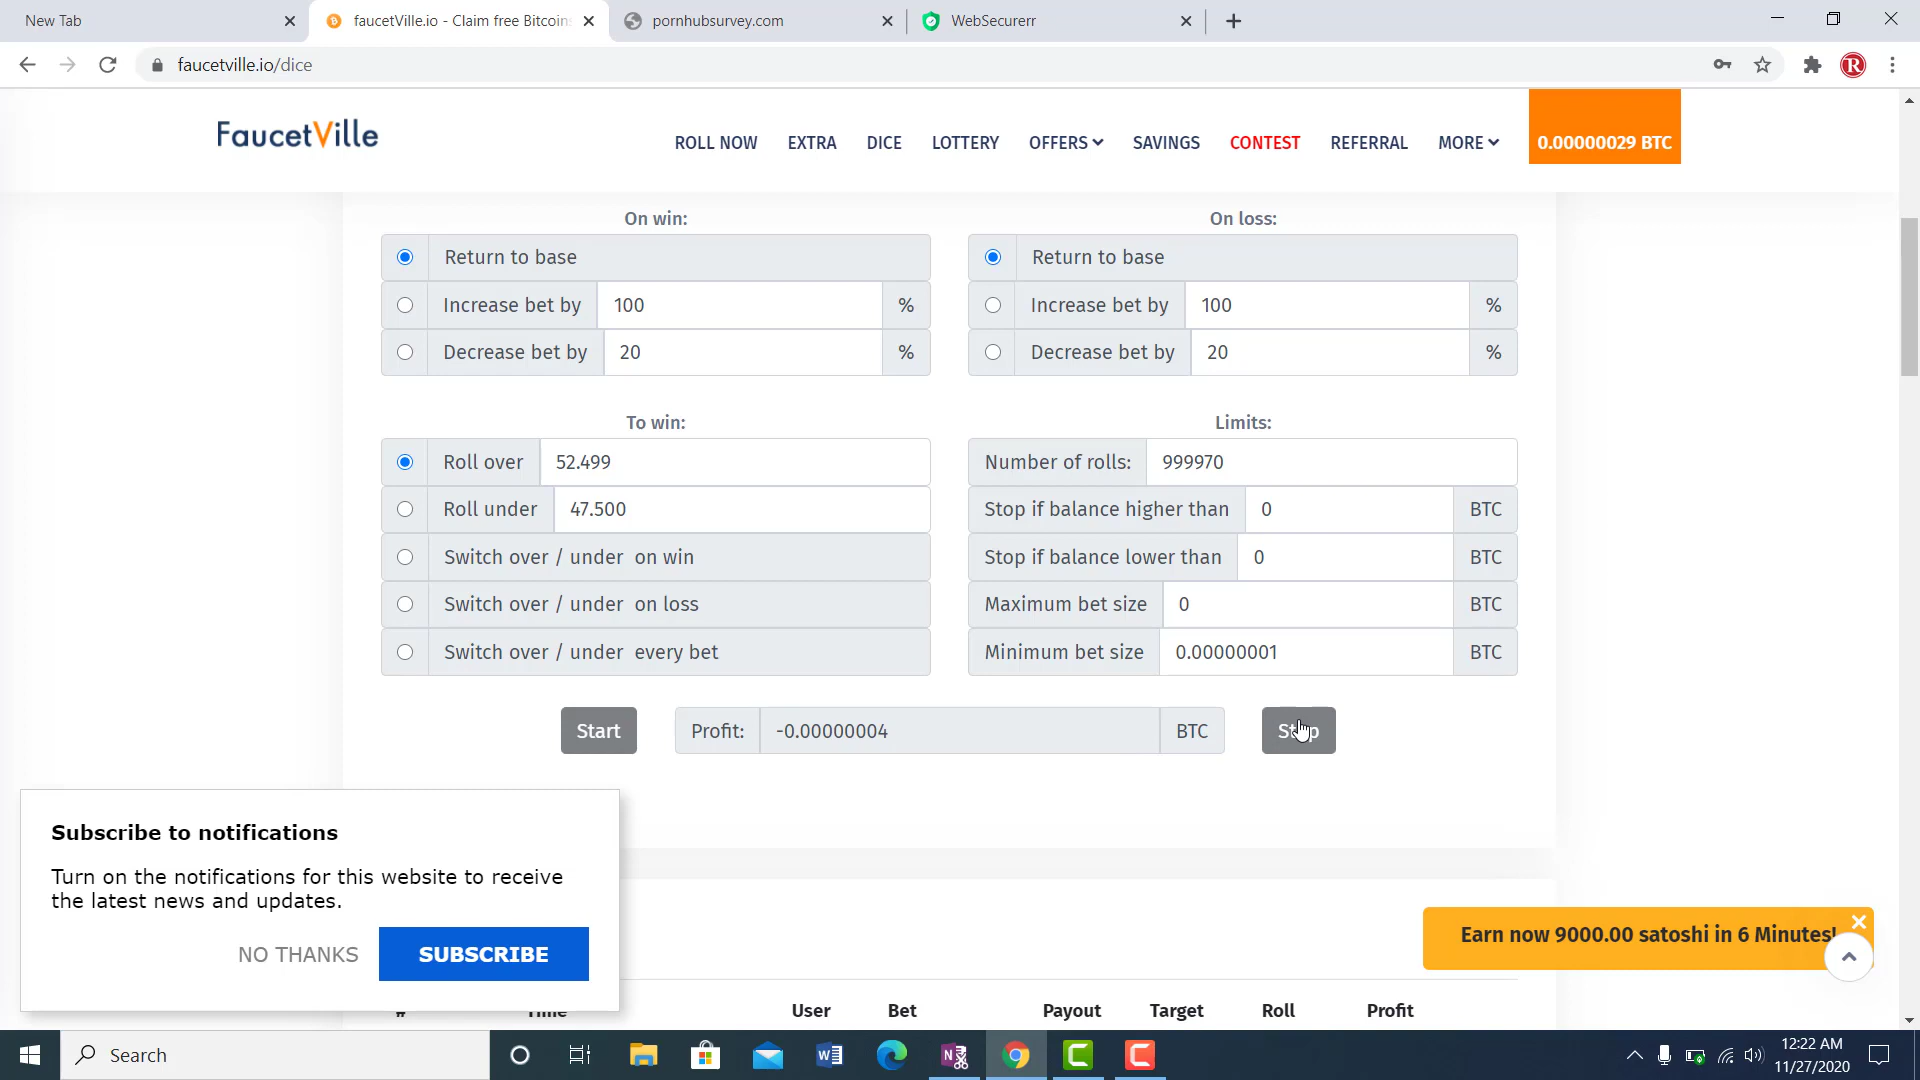 New Tab
faucetVille.io - Claim free Bitcoin
pornhubsurvey.com
WebSecurerr
faucetville.io/dice
R
FaucetVille
ROLL NOW EXTRA DICE LOTTERY OFFERS SAVINGS CONTEST REFERRAL MORE 0.00000029 BTC
On win:
Return to base
Increase bet by 100 %
Decrease bet by 20 %
On loss:
Return to base
Increase bet by 100 %
Decrease bet by 20 %
To win:
Roll over 52.499
Roll under 47.500
Switch over / under on win
Switch over / under on loss
Switch over / under every bet
Limits:
Number of rolls: 999970
Stop if balance higher than 0 BTC
Stop if balance lower than 0 BTC
Maximum bet size 0 BTC
Minimum bet size 0.00000001 BTC
Start Profit: -0.00000004 BTC Stop
Subscribe to notifications
Turn on the notifications for this website to receive
the latest news and updates.
NO THANKS SUBSCRIBE
Earn now 9000.00 satoshi in 6 Minutes!
# Time User Bet Payout Target Roll Profit
Search
12:22 AM
11/27/2020